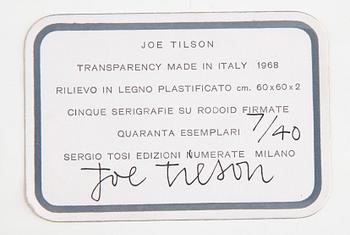 JOE TILSON
TRANSPARENCY MADE IN ITALY 1968
RILIEVO IN LEGNO PLASTIFICATO cm. 60x60x2
CINQUE SERIGRAFIE SU RODOID FIRMATE
QUARANTA ESEMPLARI 7/40
SERGIO TOSI EDIZIONI NUMERATE MILANO
Joe Tilson